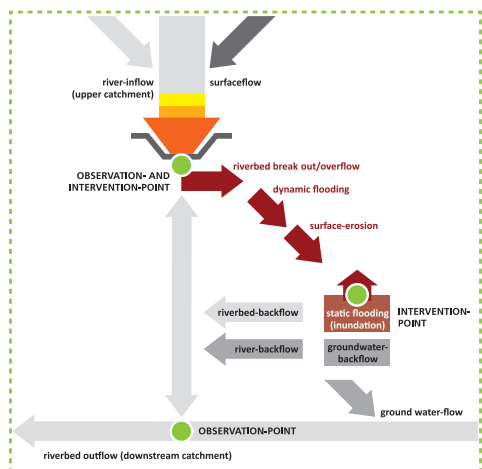 river-inflow
(upper catchment)
surfaceflow
OBSERVATION- AND
INTERVENTION-POINT
riverbed break out/overflow
dynamic flooding
surface-erosion
riverbed-backflow
static flooding
(inundation)
INTERVENTION-
POINT
river-backflow
groundwater-
backflow
ground water-flow
OBSERVATION-POINT
riverbed outflow (downstream catchment)